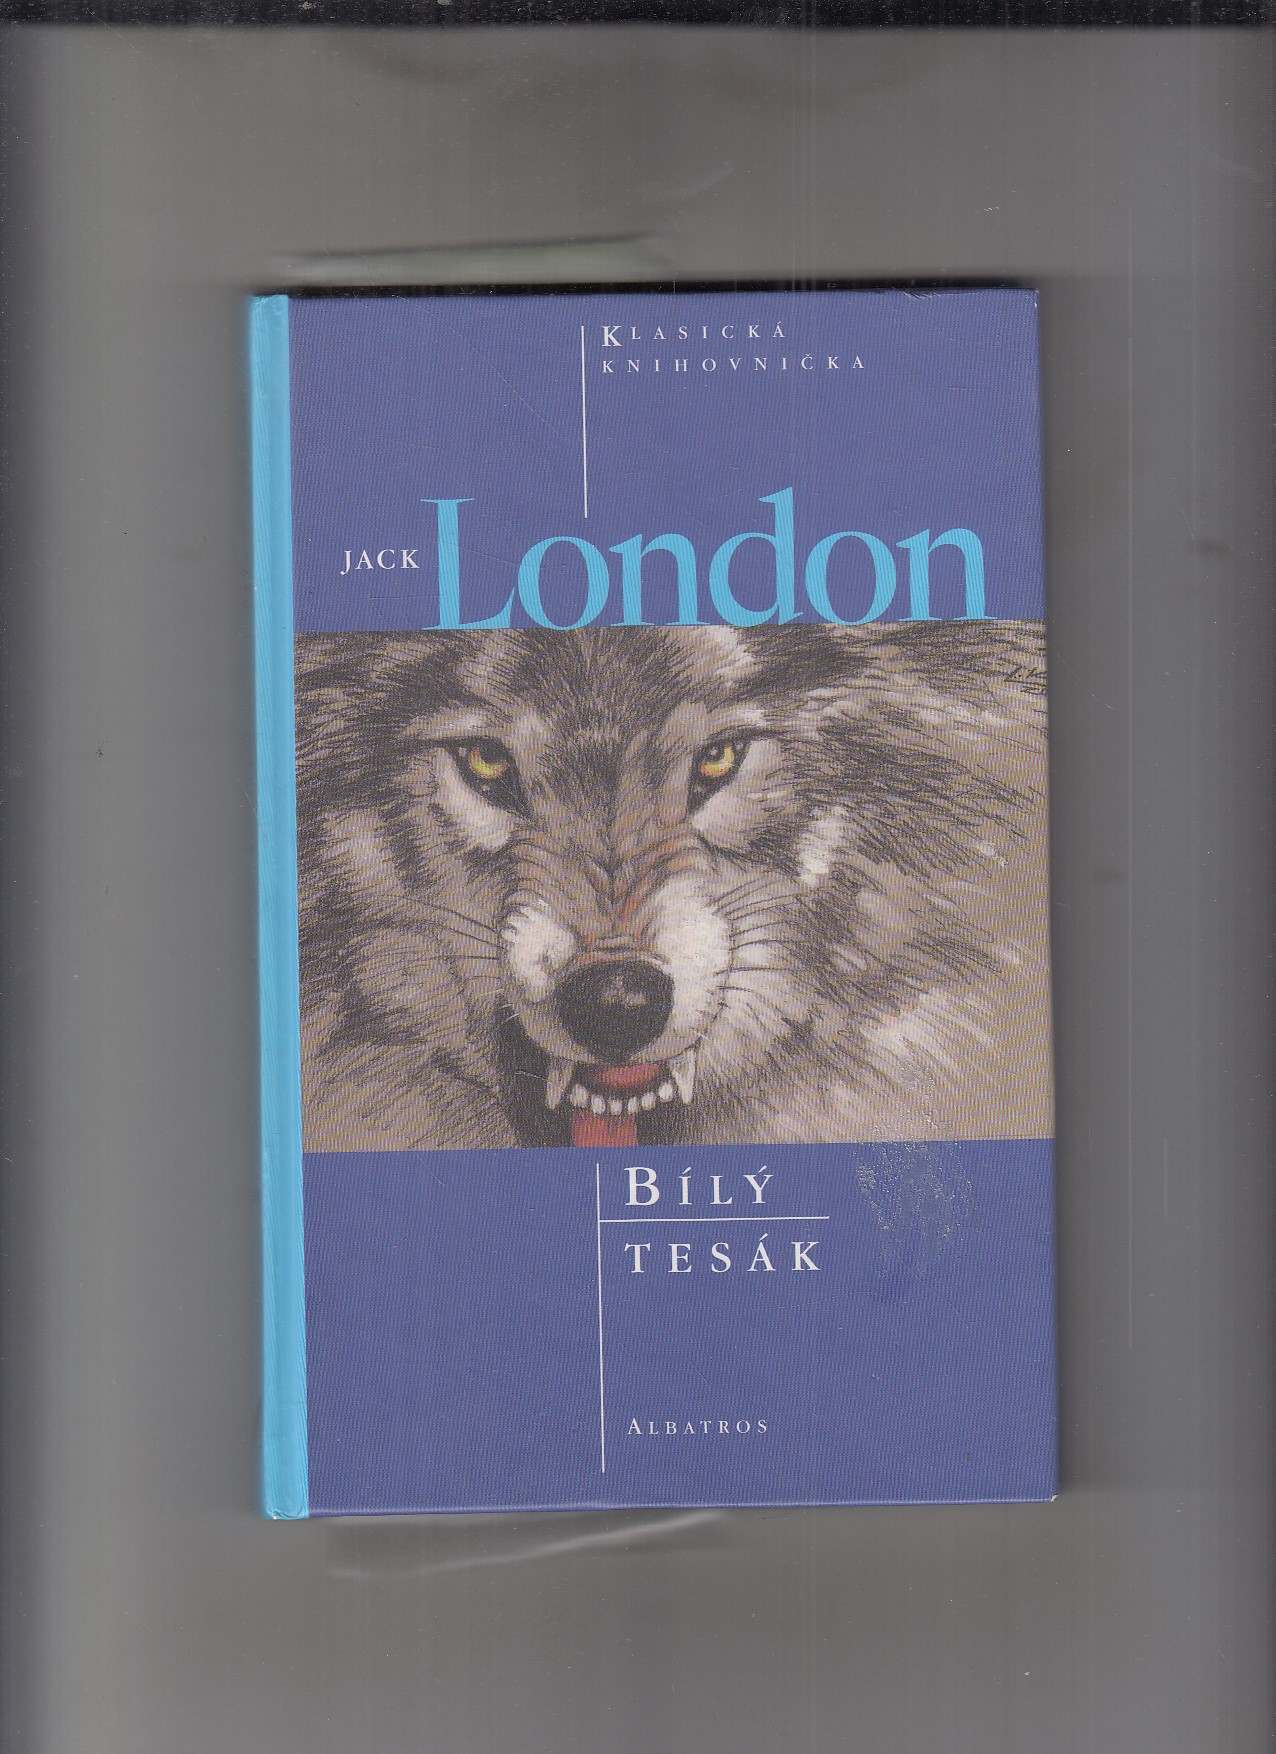 KLASICKÁ
KNIHOVNIČKA
JACK London
BÍLÝ
TESÁK
ALBATROS